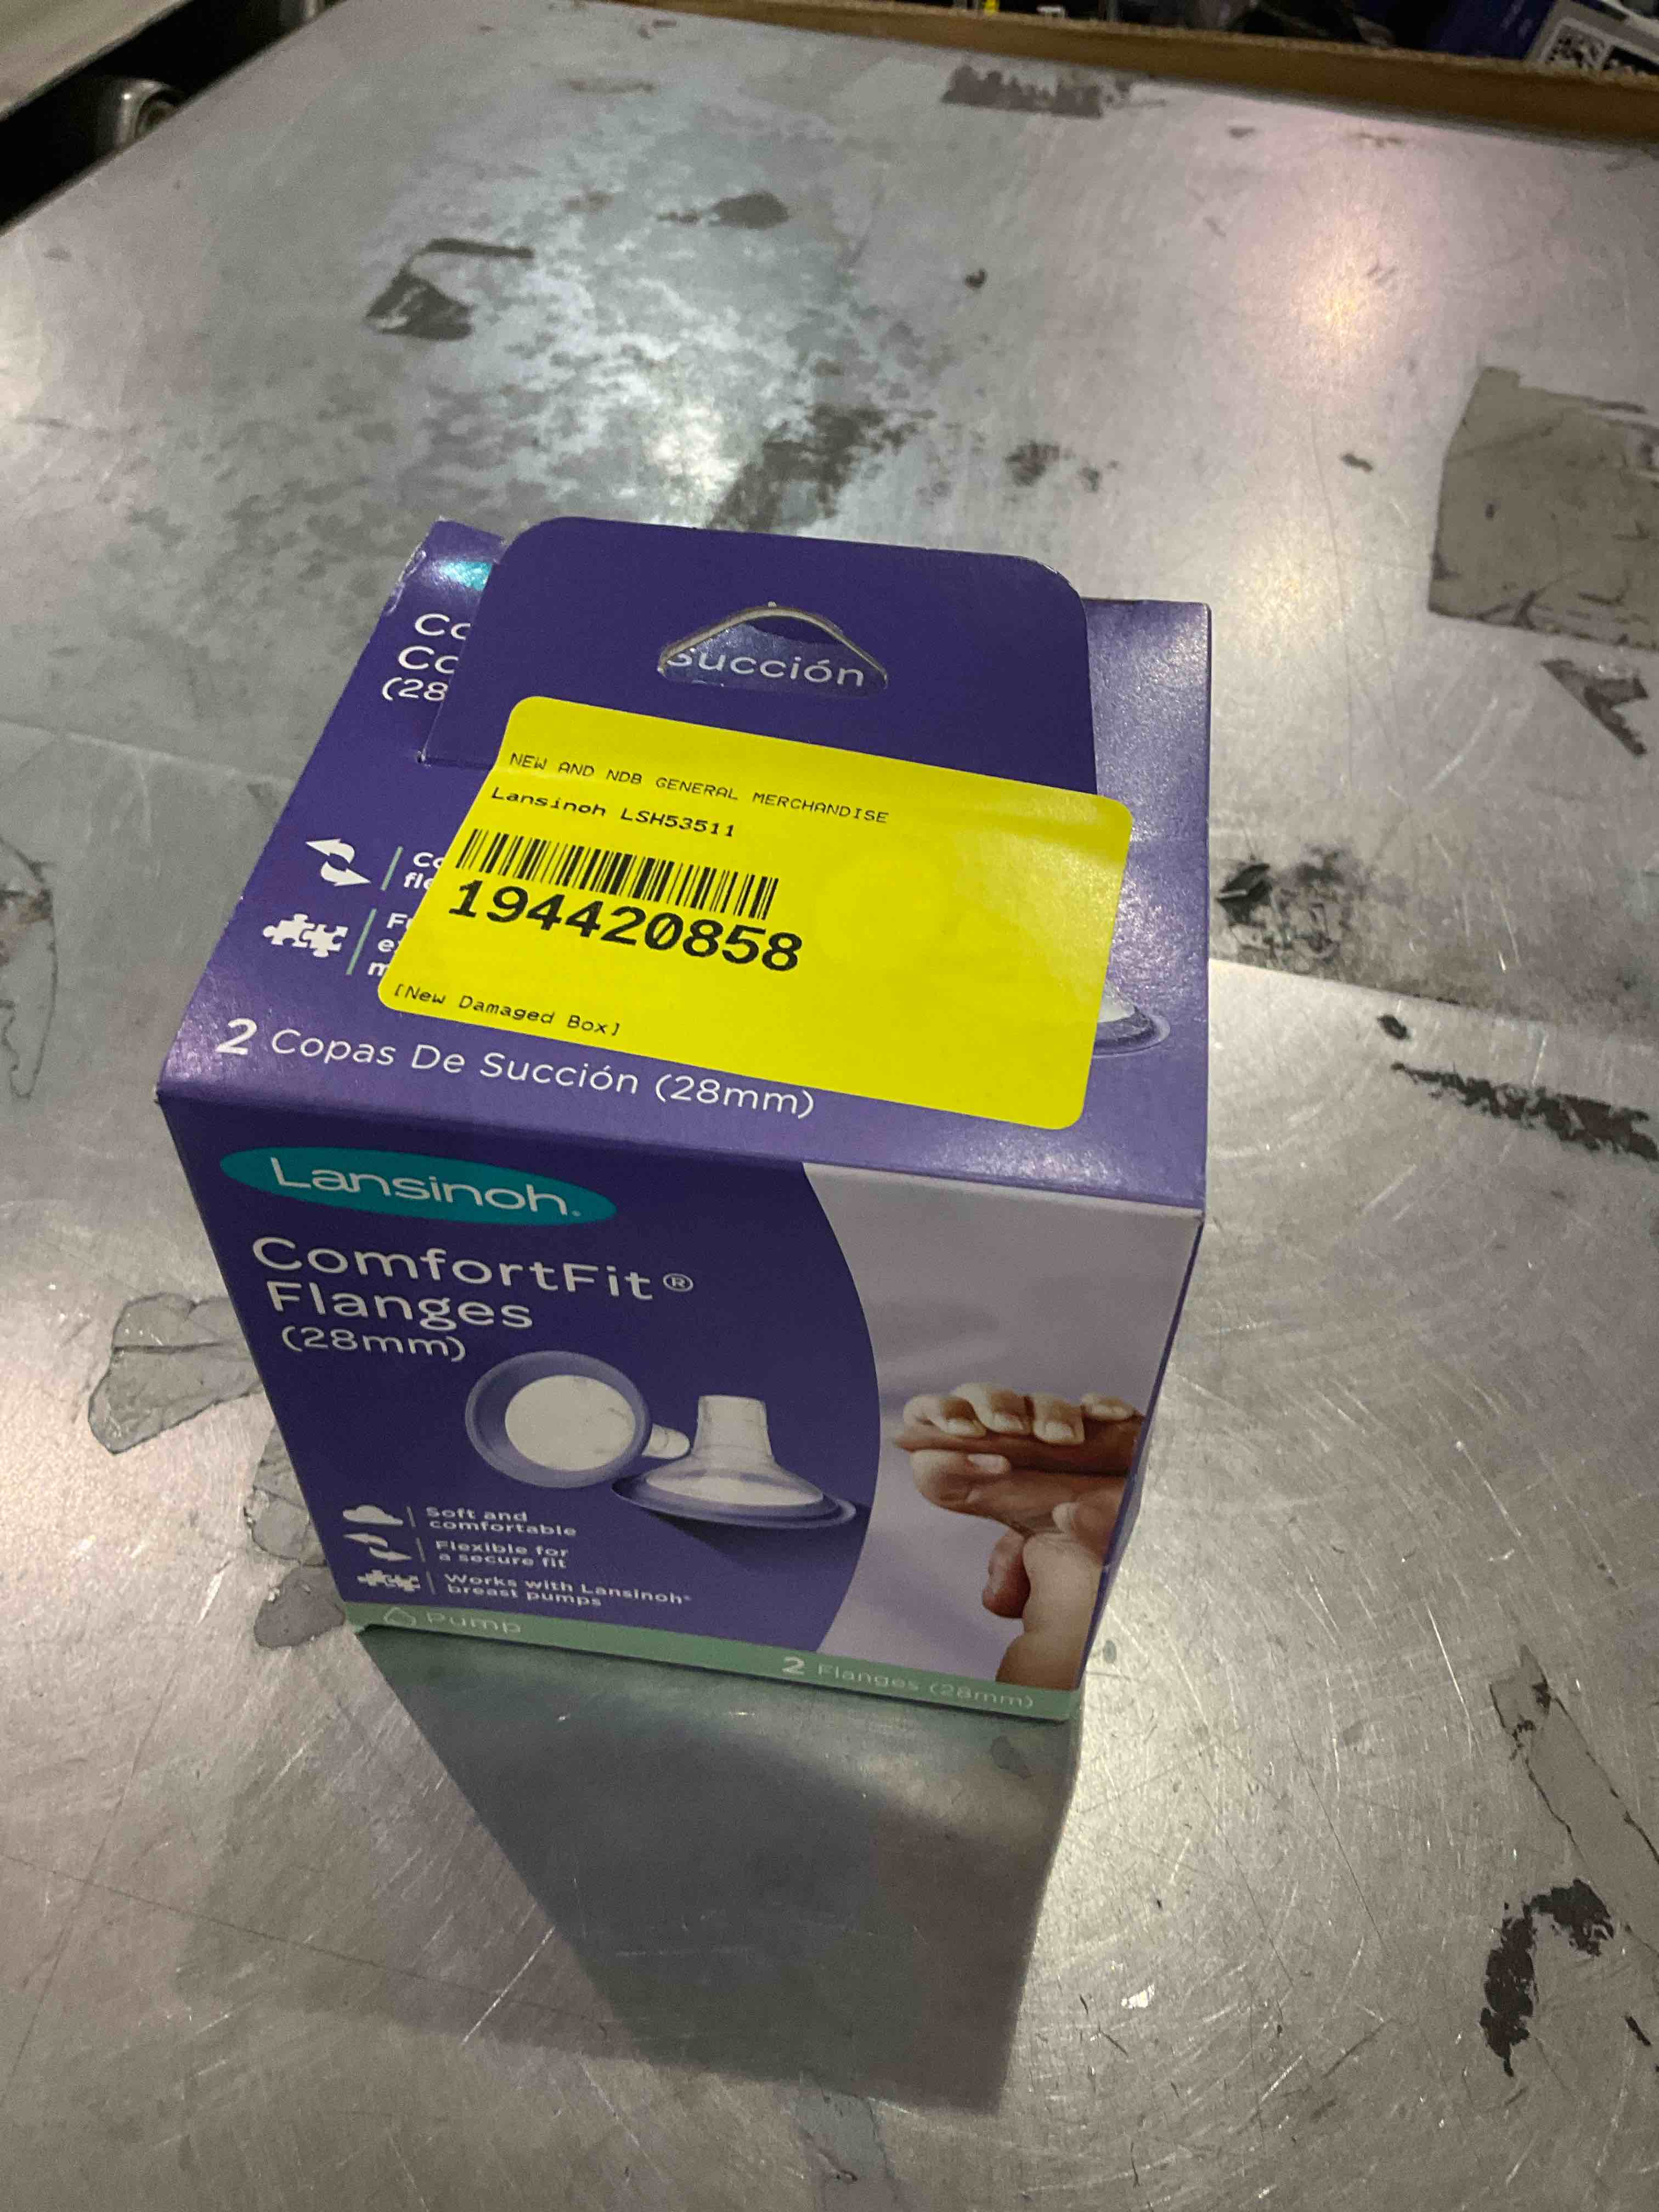 Succión
(28
NEW AND NDB GENERAL MERCHANDISE
Lansinoh LSH53511
194420858
[New Damaged Box]
2 Copas De Succión (28mm)
Lansinoh®
ComfortFit®
Flanges
(28mm)
Soft and
comfortable
Flexible for
a secure fit
Works with Lansinoh®
breast pumps
Pump
2 Flanges (28mm)